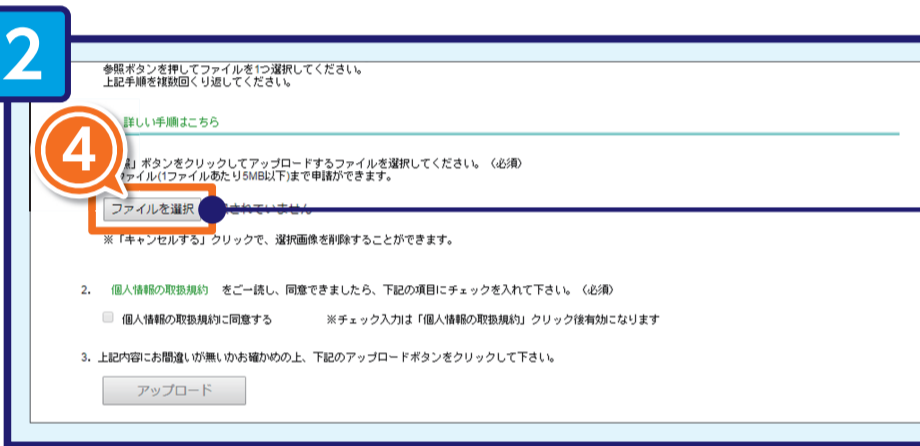 2
参照ボタンを押してファイルを1つ選択してください。
上記手順を複数回くり返してください。
詳しい手順はこちら
4
」ボタンをクリックしてアップロードするファイルを選択してください。（必須）
ファイル(1ファイルあたり5MB以下)まで申請ができます。
ファイルを選択 されていません
※「キャンセルする」クリックで、選択画像を削除することができます。
2. 個人情報の取扱規約 をご一読し、同意できましたら、下記の項目にチェックを入れて下さい。（必須）
個人情報の取扱規約に同意する ※チェック入力は「個人情報の取扱規約」クリック後有効になります
3. 上記内容にお間違いが無いかお確かめの上、下記のアップロードボタンをクリックして下さい。
アップロード